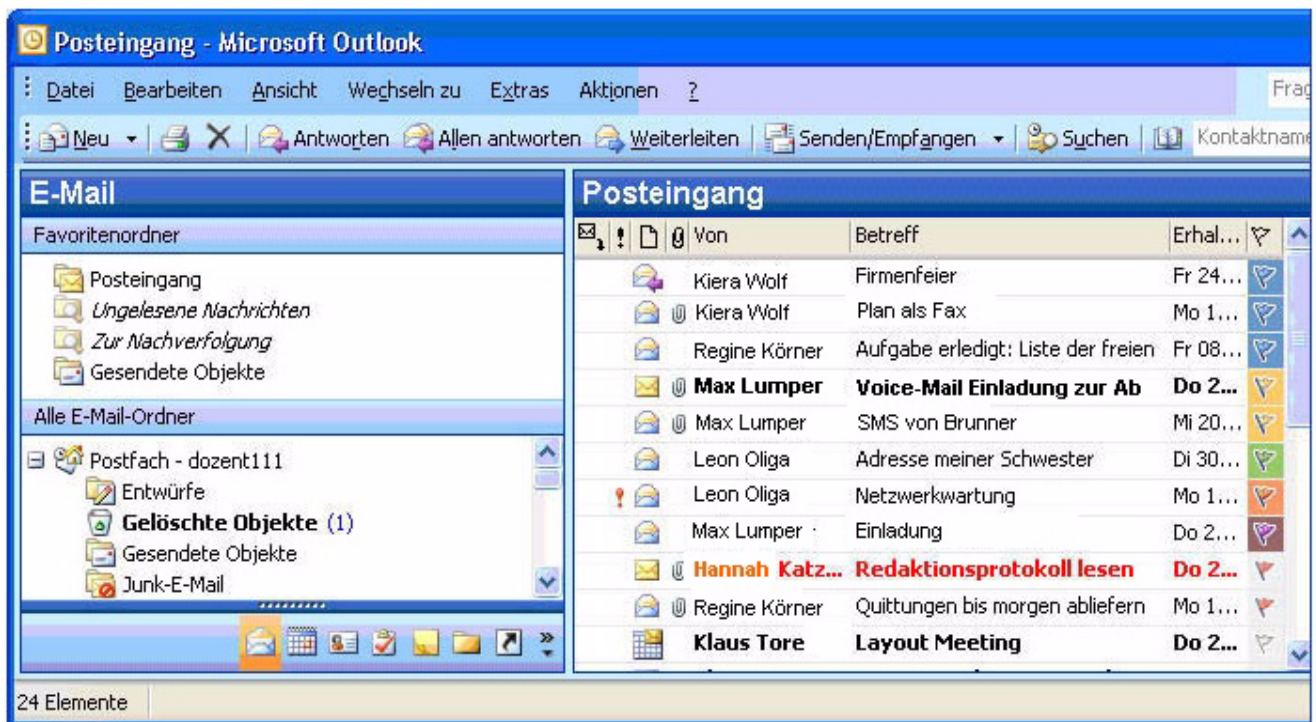 Posteingang - Microsoft Outlook
Datei Bearbeiten Ansicht Wechseln zu Extras Aktionen ? Frag
Neu Antworten Allen antworten Weiterleiten Senden/Empfangen Suchen Kontaktname
E-Mail
Favoritenordner
Posteingang
Ungelesene Nachrichten
Zur Nachverfolgung
Gesendete Objekte
Alle E-Mail-Ordner
Postfach - dozent111
Entwürfe
Gelöschte Objekte (1)
Gesendete Objekte
Junk-E-Mail
Posteingang
Von Betreff Erhal...
Kiera Wolf Firmenfeier Fr 24...
Kiera Wolf Plan als Fax Mo 1...
Regine Körner Aufgabe erledigt: Liste der freien Fr 08...
Max Lumper Voice-Mail Einladung zur Ab Do 2...
Max Lumper SMS von Brunner Mi 20...
Leon Oliga Adresse meiner Schwester Di 30...
Leon Oliga Netzwerkwartung Mo 1...
Max Lumper Einladung Do 2...
Hannah Katz... Redaktionsprotokoll lesen Do 2...
Regine Körner Quittungen bis morgen abliefern Mo 1...
Klaus Tore Layout Meeting Do 2...
24 Elemente